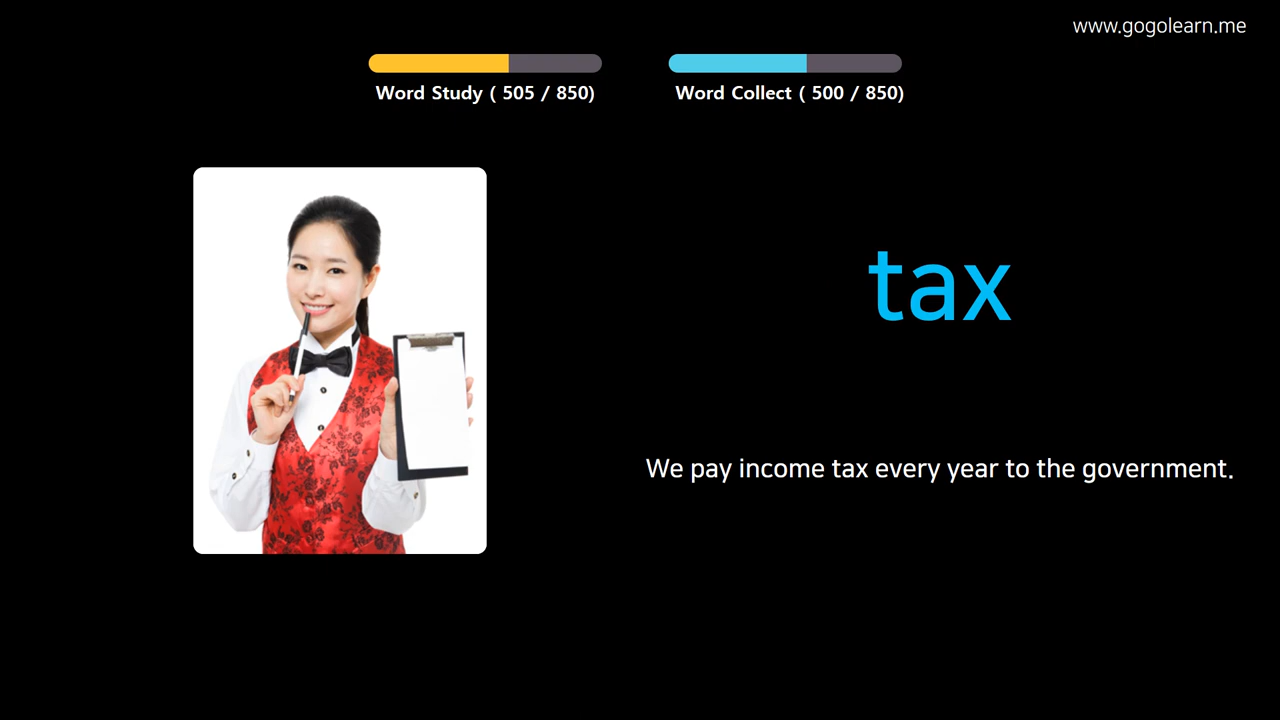 www.gogolearn.me
Word Study ( 505 / 850)
Word Collect ( 500 / 850)
tax
We pay income tax every year to the government.